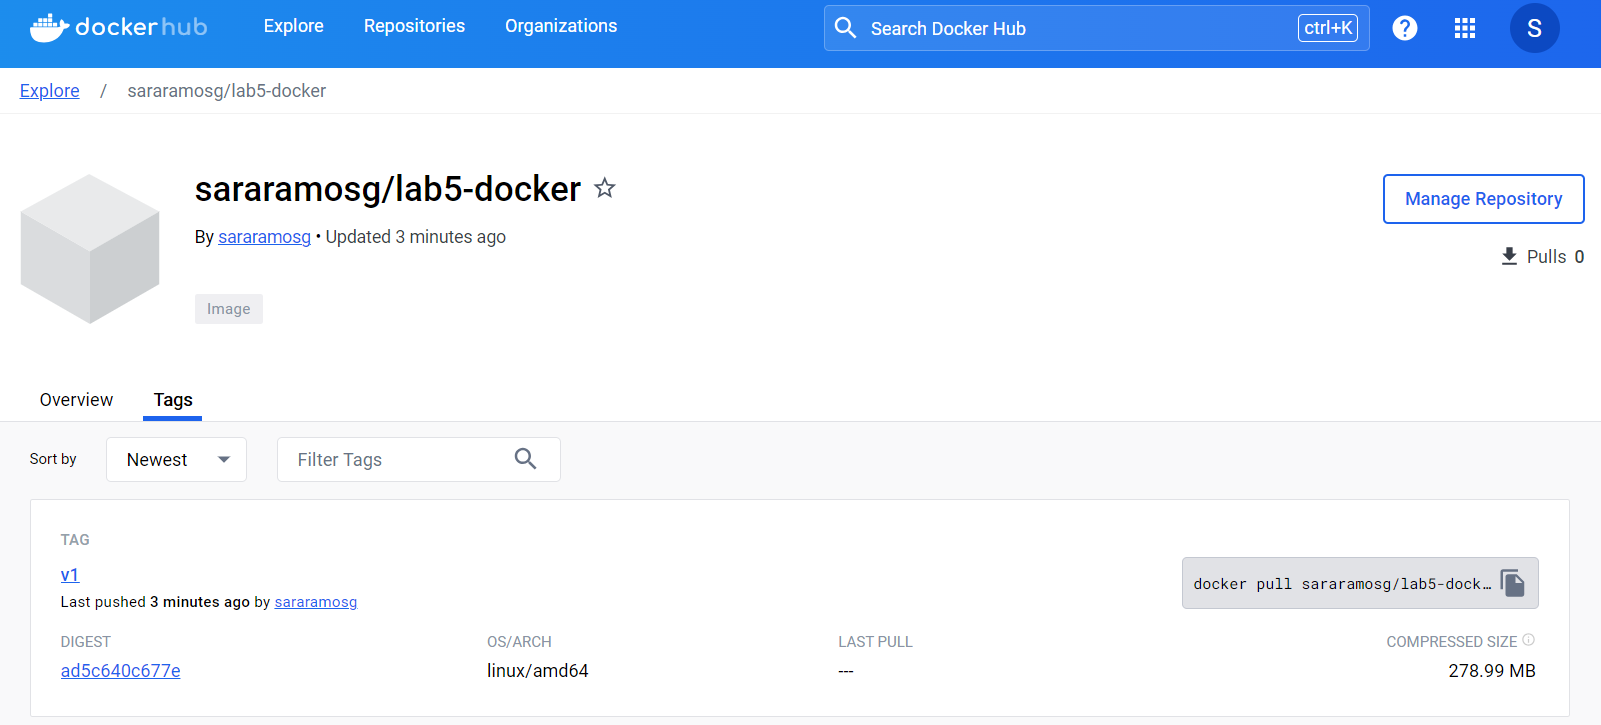 docker hub
Explore Repositories Organizations
Search Docker Hub ctrl+K
? S
Explore / sararamosg/lab5-docker
sararamosg/lab5-docker
Manage Repository
By sararamosg • Updated 3 minutes ago
Pulls 0
Image
Overview Tags
Sort by Newest Filter Tags
TAG
v1
docker pull sararamosg/lab5-dock...
Last pushed 3 minutes ago by sararamosg
DIGEST OS/ARCH LAST PULL COMPRESSED SIZE
ad5c640c677e linux/amd64 --- 278.99 MB